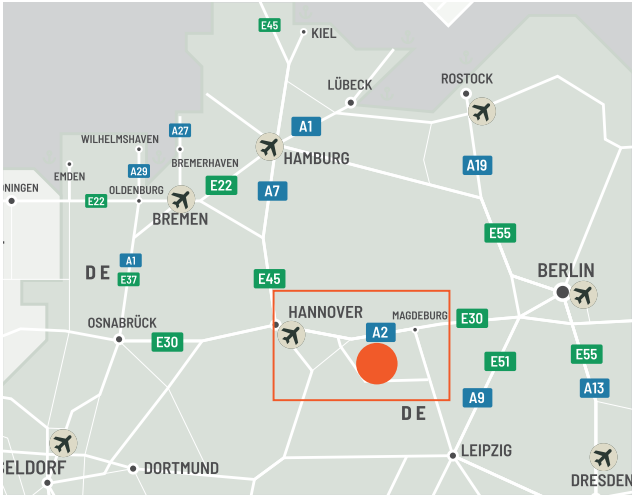 E45
KIEL
LÜBECK
ROSTOCK
A27
A1
WILHELMSHAVEN
HAMBURG
BREMERHAVEN
A19
EMDEN
A29
NINGEN
E22
OLDENBURG
E22
A7
BREMEN
E55
A1
DE
E37
E45
BERLIN
OSNABRÜCK
E30
HANNOVER
MAGDEBURG
E30
A2
E51
E55
A9
A13
DE
LEIPZIG
SELDORF
DORTMUND
DRESDEN